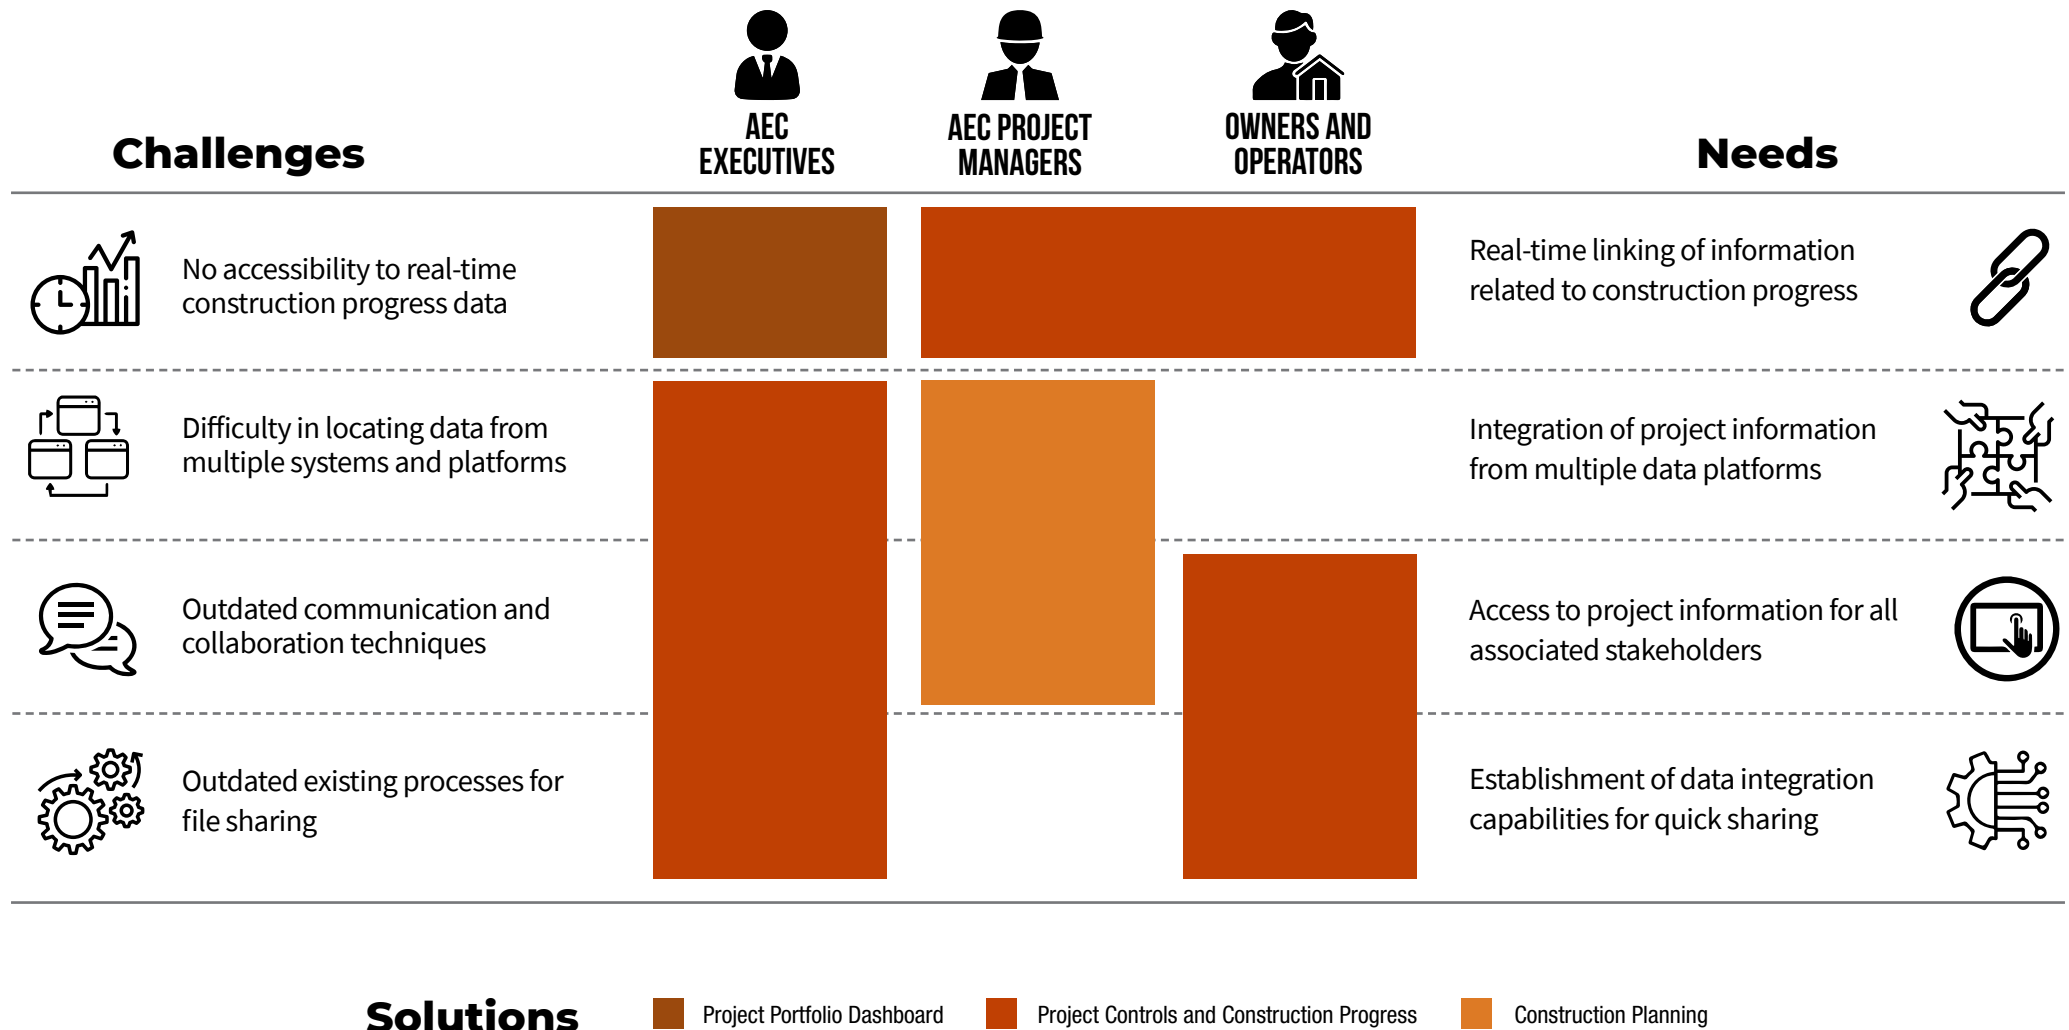 AEC
EXECUTIVES
AEC PROJECT
MANAGERS
OWNERS AND
OPERATORS
Challenges
Needs
No accessibility to real-time
construction progress data
Real-time linking of information
related to construction progress
Difficulty in locating data from
multiple systems and platforms
Integration of project information
from multiple data platforms
Outdated communication and
collaboration techniques
Access to project information for all
associated stakeholders
Outdated existing processes for
file sharing
Establishment of data integration
capabilities for quick sharing
Solutions
Project Portfolio Dashboard
Project Controls and Construction Progress
Construction Planning